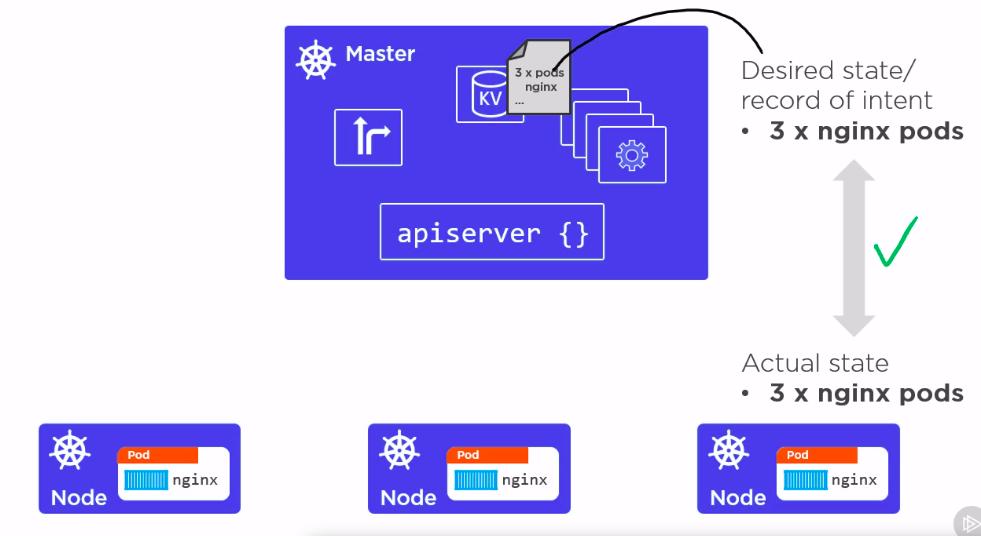 Master
3 x pods
nginx
...
KV
apiserver {}
Desired state/
record of intent
• 3 x nginx pods
Actual state
• 3 x nginx pods
Pod
nginx
Node
Pod
nginx
Node
Pod
nginx
Node